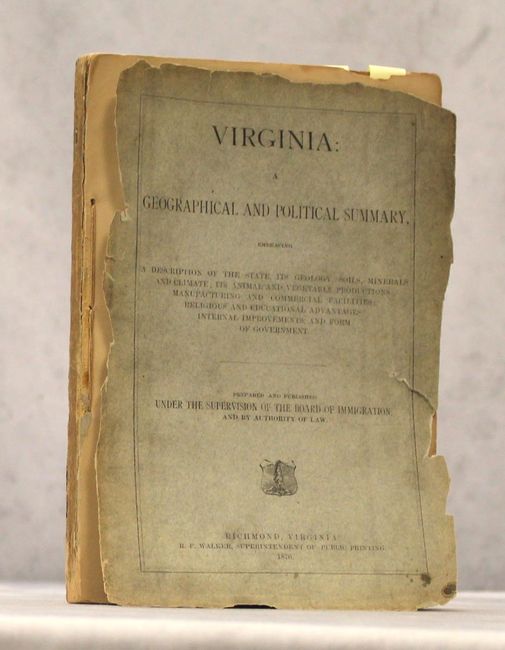 VIRGINIA:
A
GEOGRAPHICAL AND POLITICAL SUMMARY,
EMBRACING
A DESCRIPTION OF THE STATE, ITS GEOLOGY, SOILS, MINERALS
AND CLIMATE; ITS ANIMAL AND VEGETABLE PRODUCTIONS;
MANUFACTURING AND COMMERCIAL FACILITIES;
RELIGIOUS AND EDUCATIONAL ADVANTAGES;
INTERNAL IMPROVEMENTS, AND FORM
OF GOVERNMENT.
PREPARED AND PUBLISHED
UNDER THE SUPERVISION OF THE BOARD OF IMMIGRATION
AND BY AUTHORITY OF LAW.
RICHMOND, VIRGINIA
R. F. WALKER, SUPERINTENDENT OF PUBLIC PRINTING
1876.